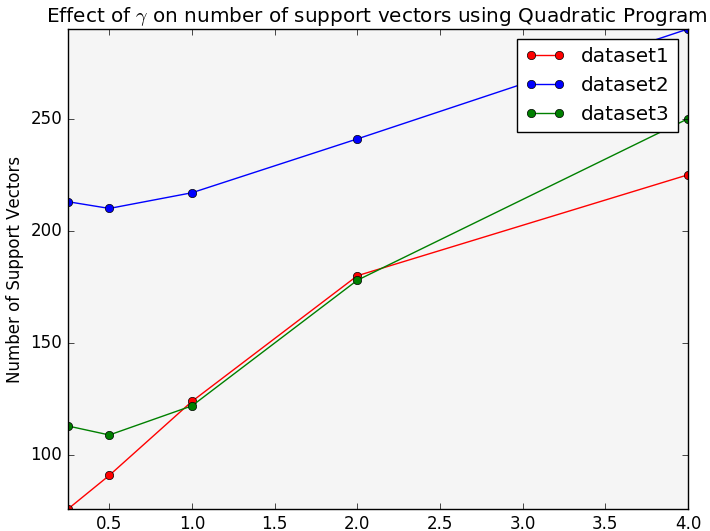 Effect of γ on number of support vectors using Quadratic Program
dataset1
dataset2
dataset3
Number of Support Vectors
250
200
150
100
0.5 1.0 1.5 2.0 2.5 3.0 3.5 4.0